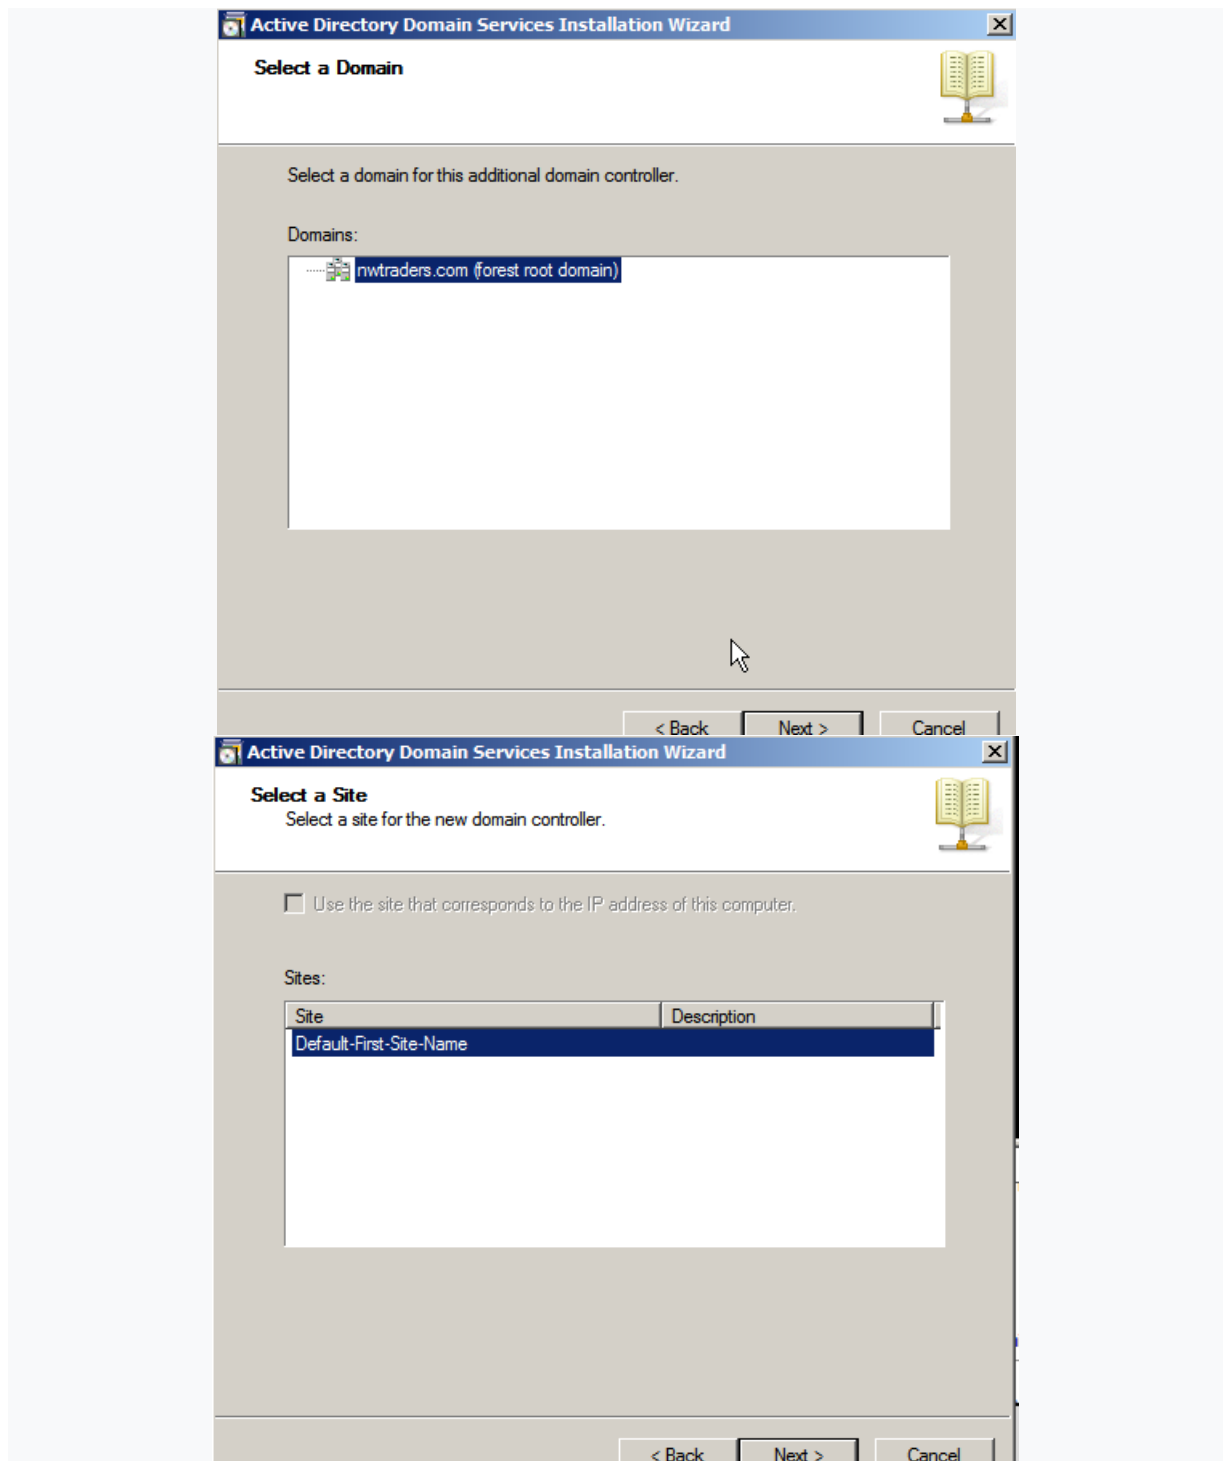 Active Directory Domain Services Installation Wizard
Select a Domain
Select a domain for this additional domain controller.
Domains:
nwtraders.com (forest root domain)
< Back Next > Cancel
Active Directory Domain Services Installation Wizard
Select a Site
Select a site for the new domain controller.
Use the site that corresponds to the IP address of this computer.
Sites:
Site Description
Default-First-Site-Name
< Back Next > Cancel